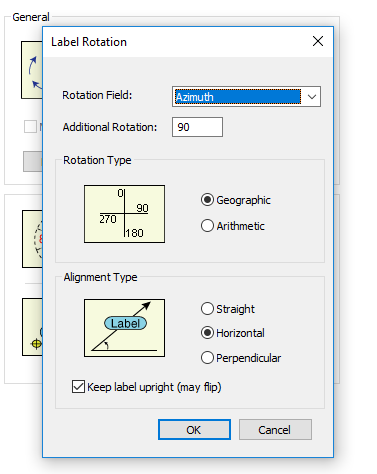 General
Label Rotation
Rotation Field: Azimuth
Additional Rotation: 90
Rotation Type
0
270 90
180
Geographic
Arithmetic
Alignment Type
Label
Straight
Horizontal
Perpendicular
Keep label upright (may flip)
OK Cancel